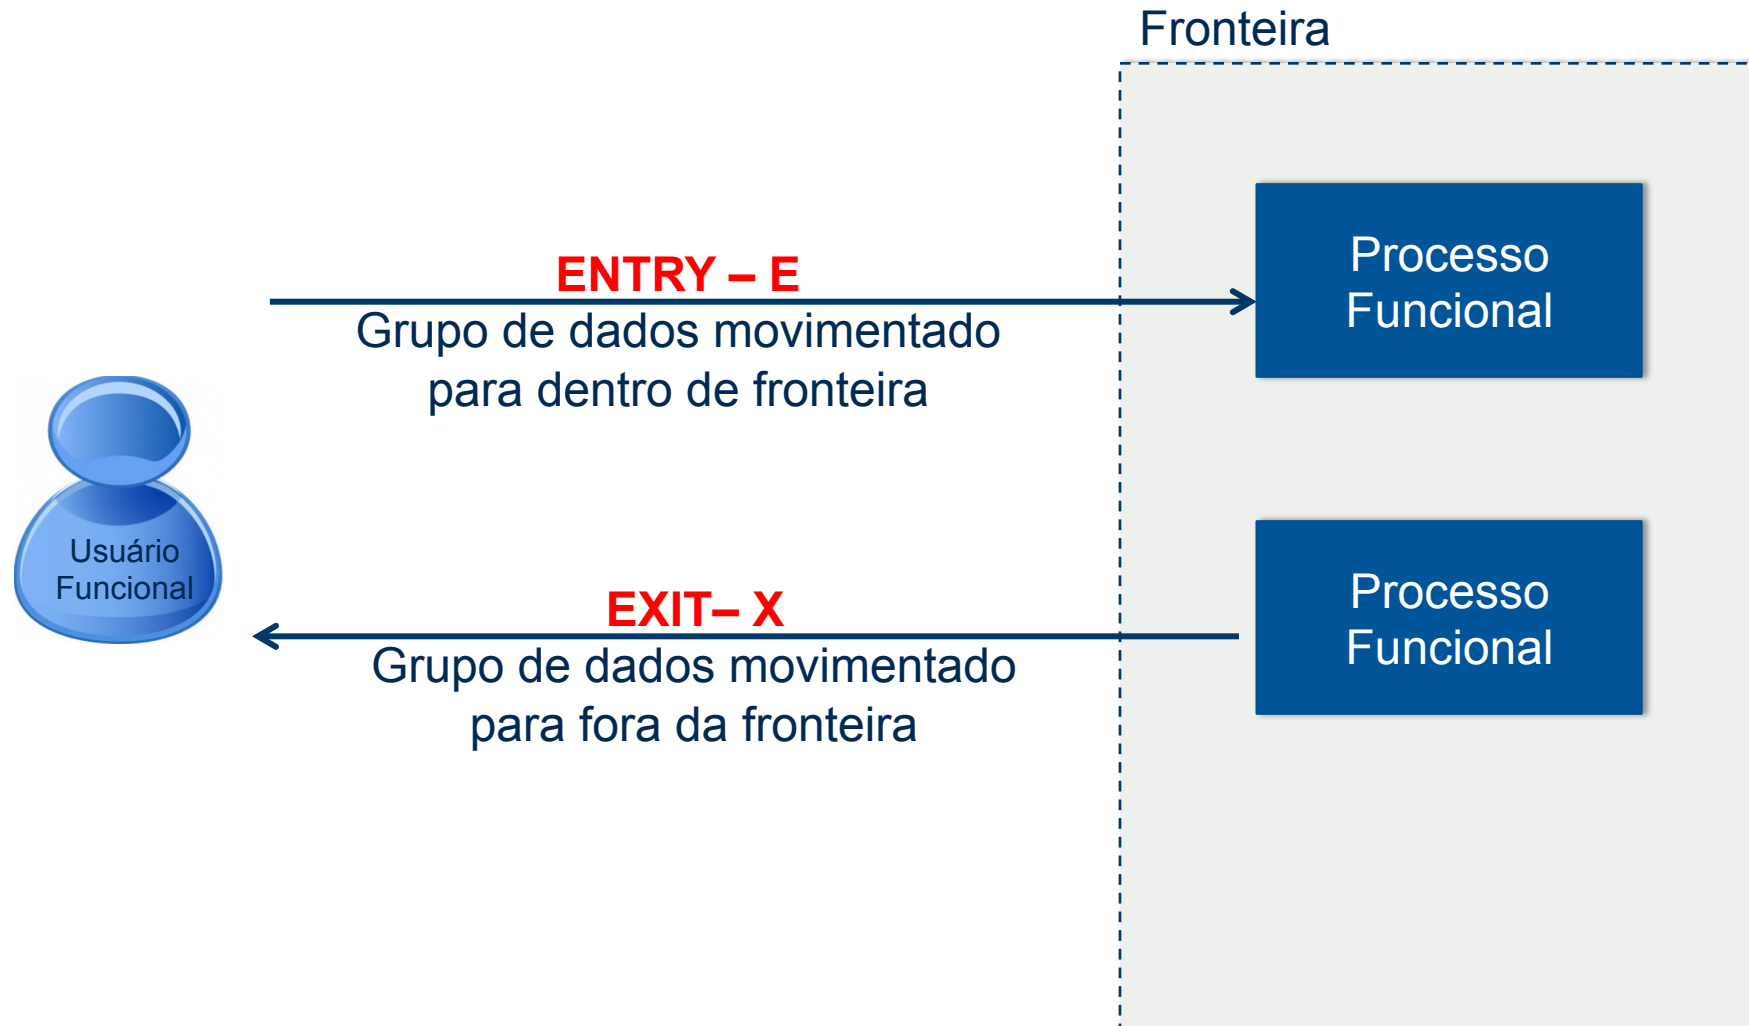 Fronteira
ENTRY – E
Grupo de dados movimentado
para dentro de fronteira
Processo
Funcional
Usuário
Funcional
EXIT– X
Grupo de dados movimentado
para fora da fronteira
Processo
Funcional